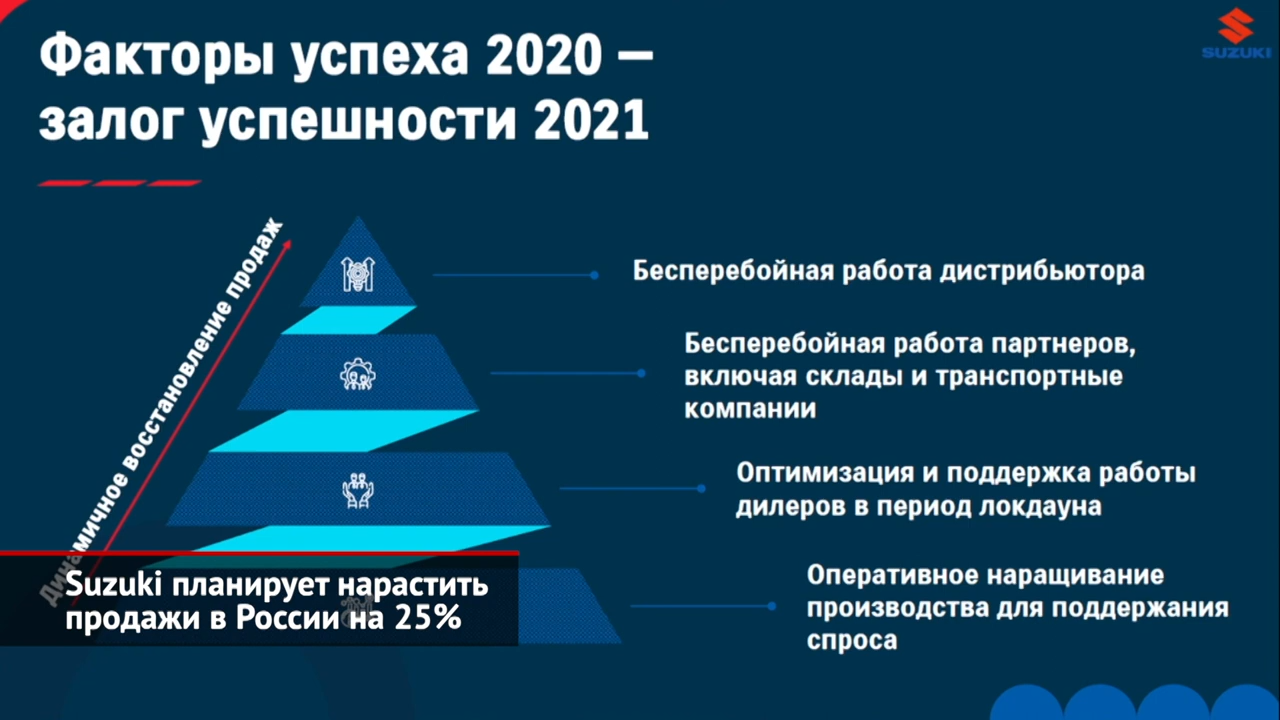 Факторы успеха 2020 –
залог успешности 2021
SUZUKI
Динамичное восстановление продаж
Бесперебойная работа дистрибьютора
Бесперебойная работа партнеров,
включая склады и транспортные
компании
Оптимизация и поддержка работы
дилеров в период локдауна
Оперативное наращивание
производства для поддержания
спроса
Suzuki планирует нарастить
продажи в России на 25%